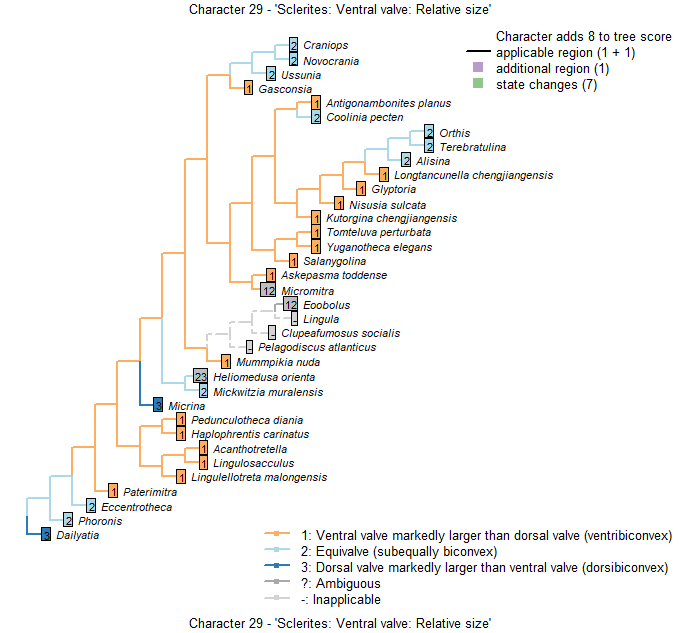 Character 29 - 'Sclerites: Ventral valve: Relative size'
Character adds 8 to tree score
applicable region (1 + 1)
additional region (1)
state changes (7)
2 Craniops
2 Novocrania
2 Ussunia
1 Gasconsia
1 Antigonambonites planus
2 Coolinia pecten
2 Orthis
2 Terebratulina
2 Alisina
1 Longtancunella chengjiangensis
1 Glyptoria
1 Nisusia sulcata
1 Kutorgina chengjiangensis
1 Tomteluva perturbata
1 Yuganotheca elegans
1 Salanygolina
1 Askepasma toddense
12 Micromitra
12 Eoobolus
- Lingula
- Clupeafumosus socialis
- Pelagodiscus atlanticus
1 Mummpikia nuda
23 Heliomedusa orienta
2 Mickwitzia muralensis
3 Micrina
1 Pedunculotheca diania
1 Haplophrentis carinatus
1 Acanthotretella
1 Lingulosacculus
1 Lingulellotreta malongensis
1 Paterimitra
2 Eccentrotheca
2 Phoronis
3 Dailyatia
1: Ventral valve markedly larger than dorsal valve (ventribiconvex)
2: Equivalve (subequally biconvex)
3: Dorsal valve markedly larger than ventral valve (dorsibiconvex)
?: Ambiguous
-: Inapplicable
Character 29 - 'Sclerites: Ventral valve: Relative size'